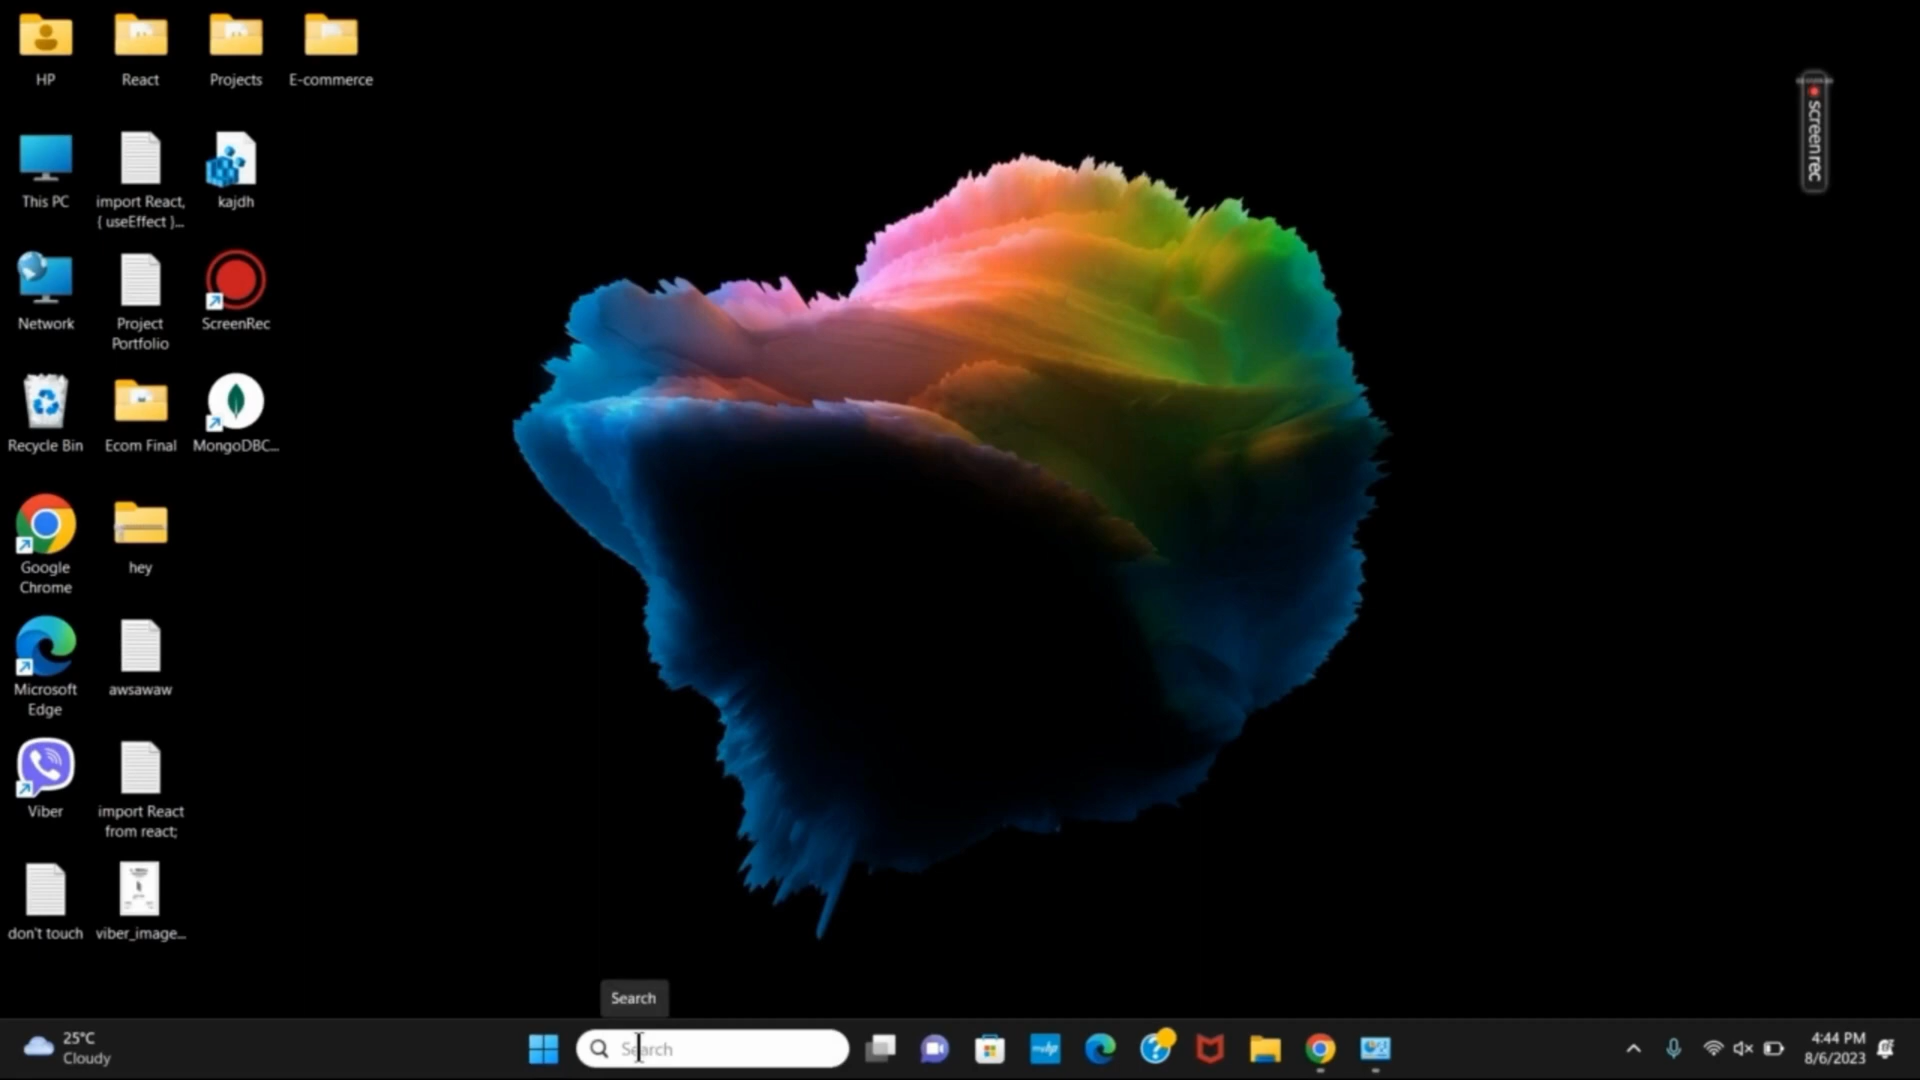 HP
React
Projects
E-commerce
This PC
import React,
{ useEffect }...
kajdh
Network
Project
Portfolio
ScreenRec
Recycle Bin
Ecom Final
MongoDBC...
Google
Chrome
hey
Microsoft
Edge
awsawaw
Viber
import React
from react;
don't touch
viber_image...
screenrec
Search
25°C
Cloudy
Search
myhp
4:44 PM
8/6/2023